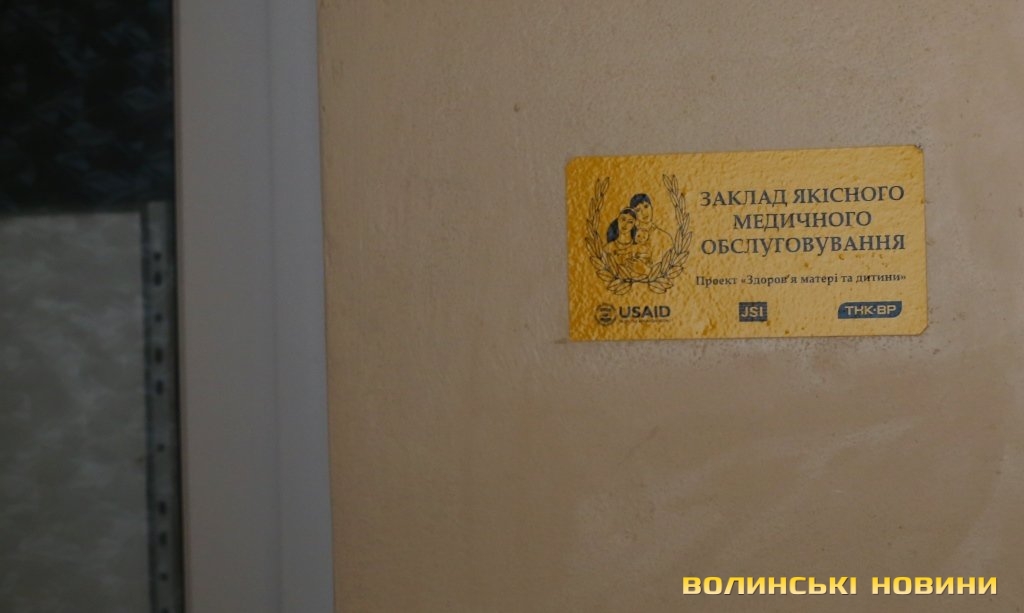 ЗАКЛАД ЯКІСНОГО
МЕДИЧНОГО
ОБСЛУГОВУВАННЯ
Проект «Здоров'я матері та дитини»
USAID
JSI
ТНК-ВР
ВОЛИНСЬКІ НОВИНИ